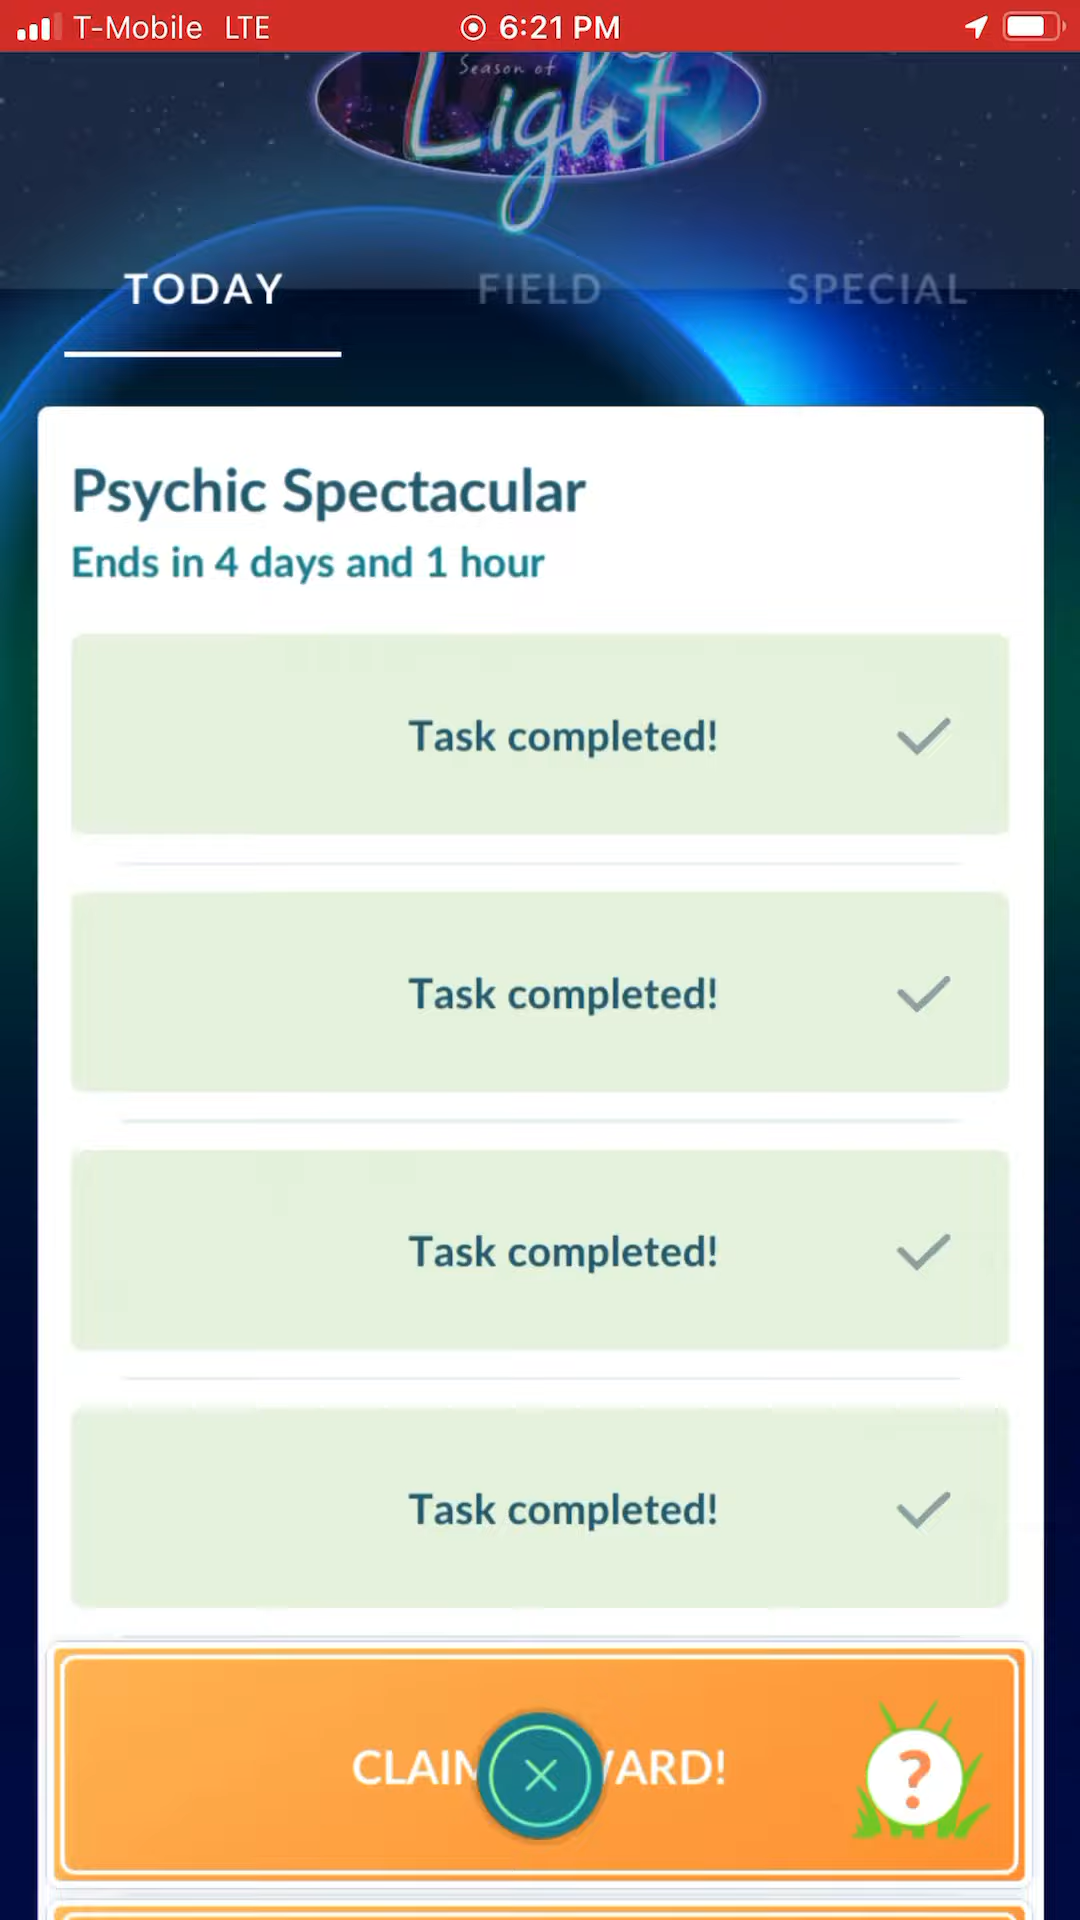 T-Mobile LTE 6:21 PM
Season of
Light
TODAY FIELD SPECIAL
Psychic Spectacular
Ends in 4 days and 1 hour
Task completed!
Task completed!
Task completed!
Task completed!
?